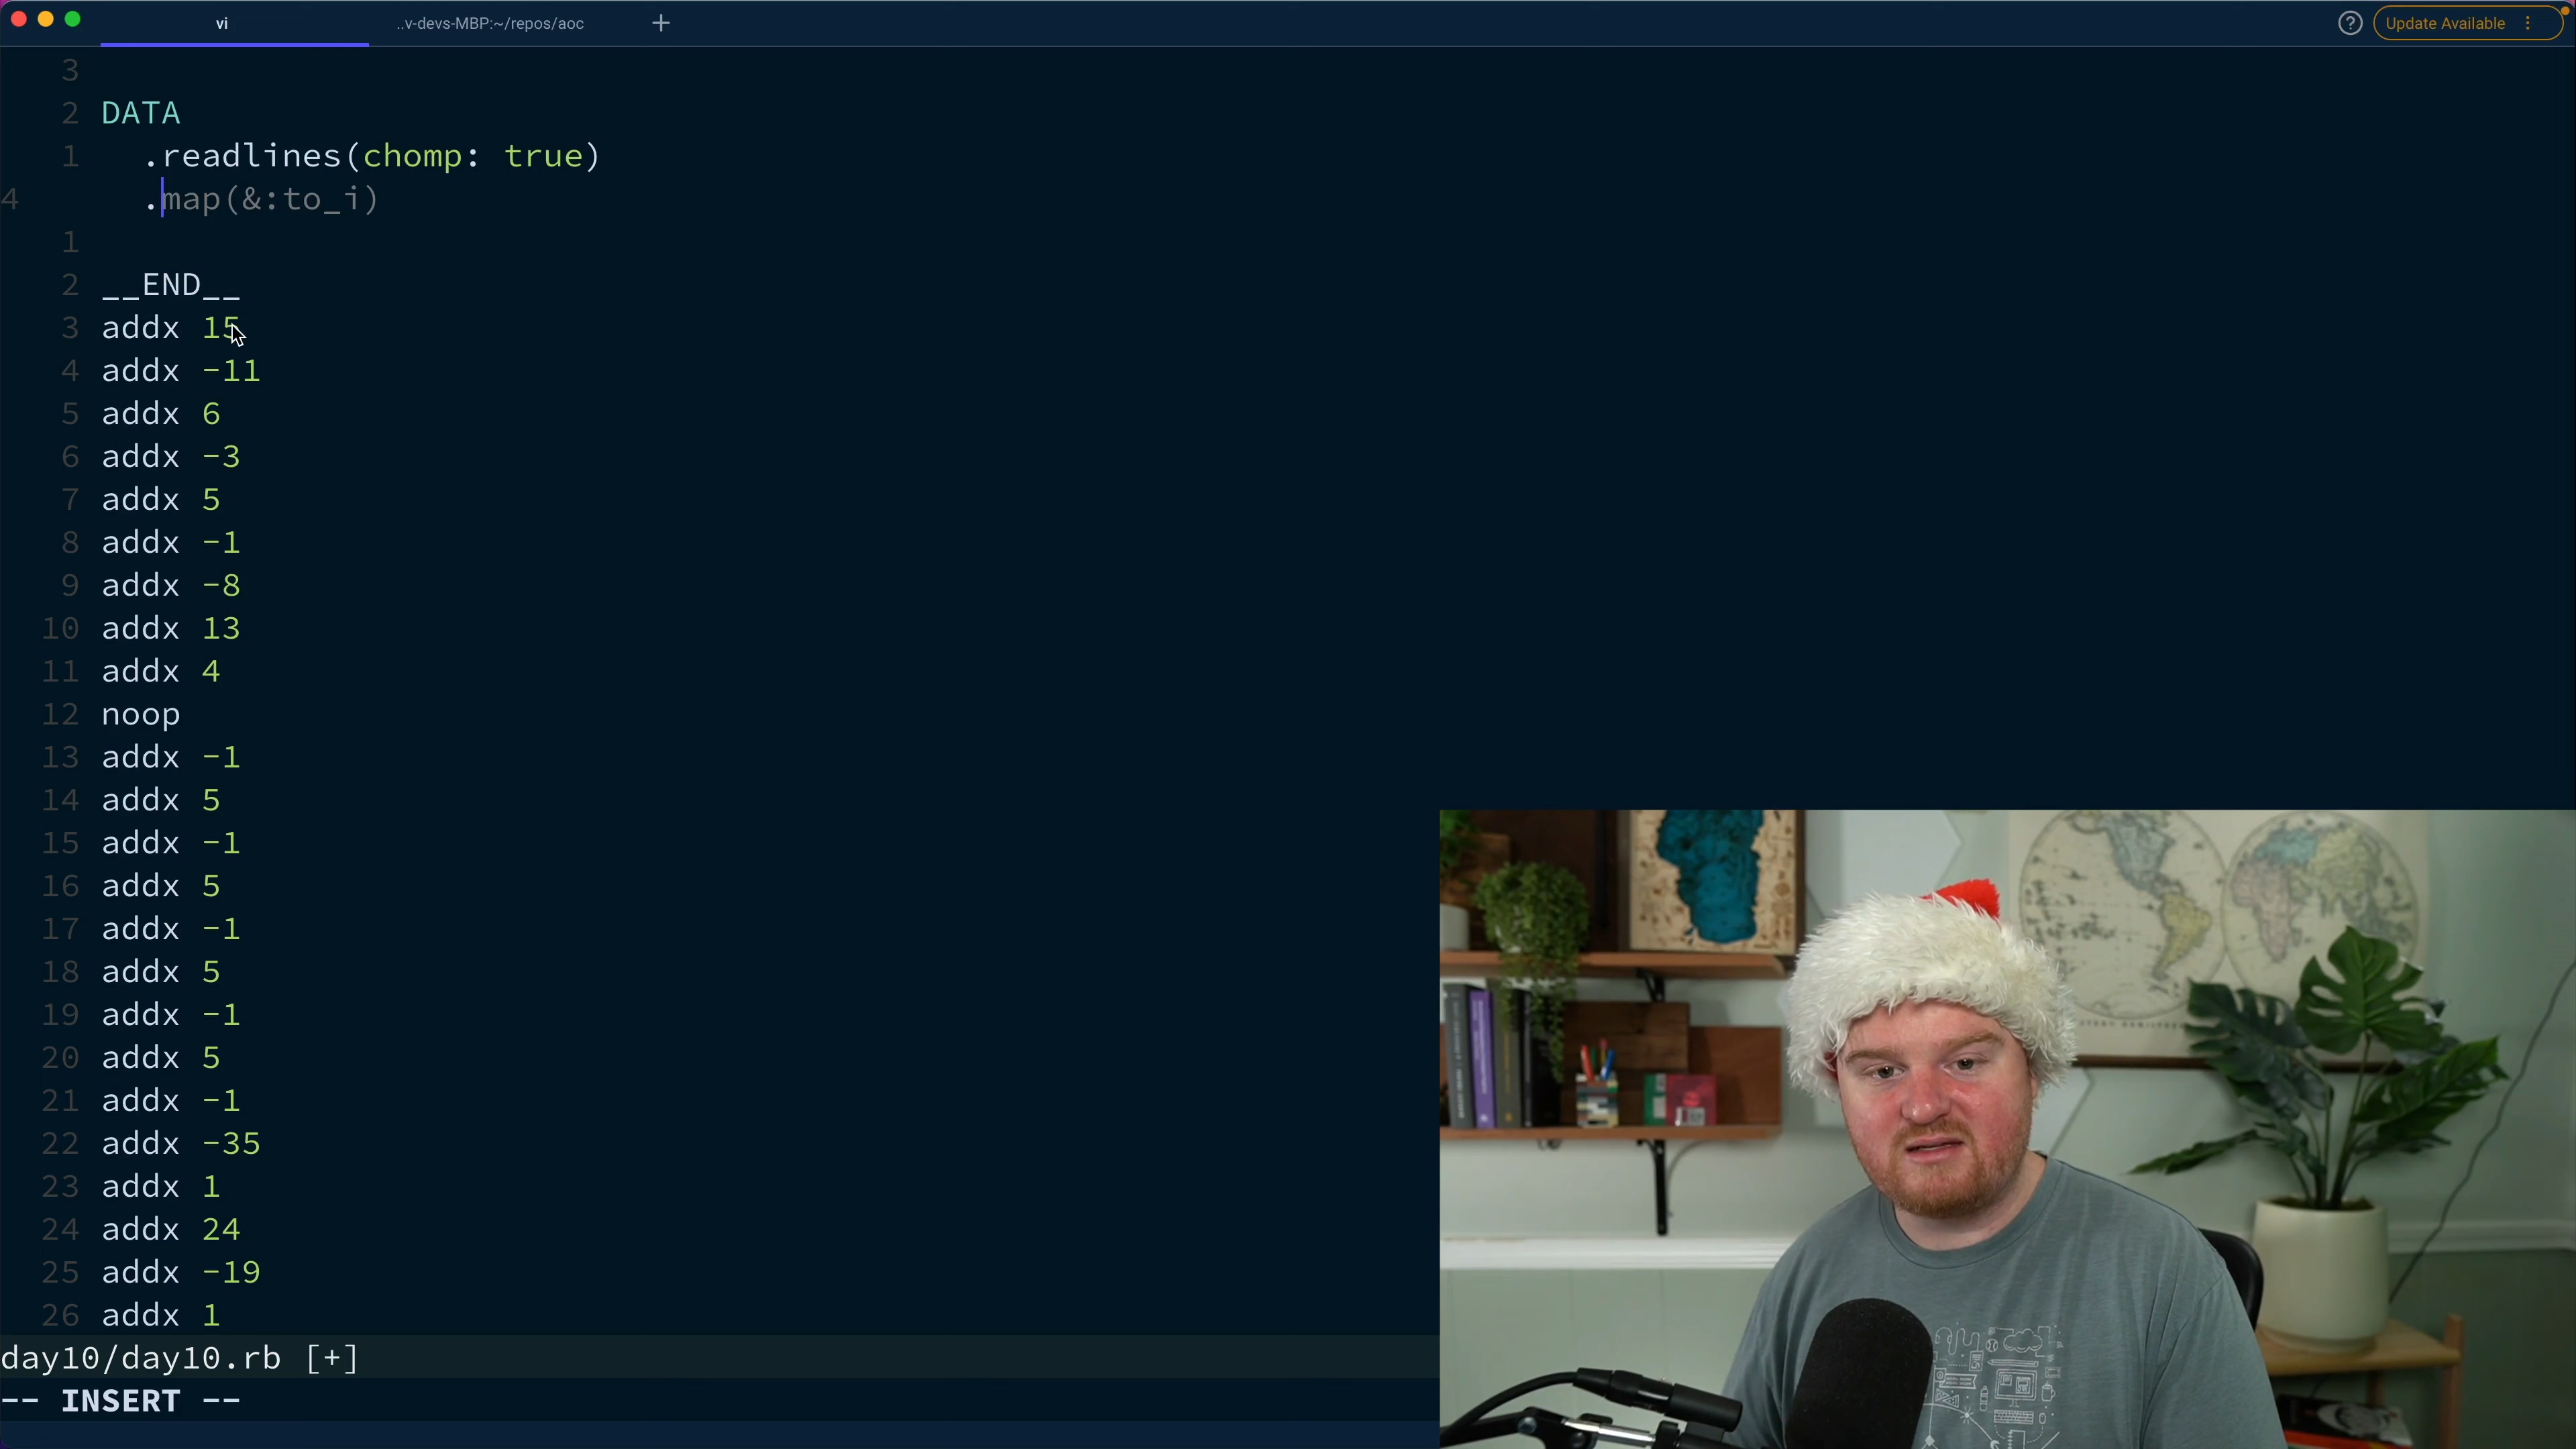 vi
..v-devs-MBP:~/repos/aoc
+
Update Available
3
2 DATA
1 .readlines(chomp: true)
4 .map(&:to_i)
1
2 __END__
3 addx 15
4 addx -11
5 addx 6
6 addx -3
7 addx 5
8 addx -1
9 addx -8
10 addx 13
11 addx 4
12 noop
13 addx -1
14 addx 5
15 addx -1
16 addx 5
17 addx -1
18 addx 5
19 addx -1
20 addx 5
21 addx -1
22 addx -35
23 addx 1
24 addx 24
25 addx -19
26 addx 1
day10/day10.rb [+]
-- INSERT --